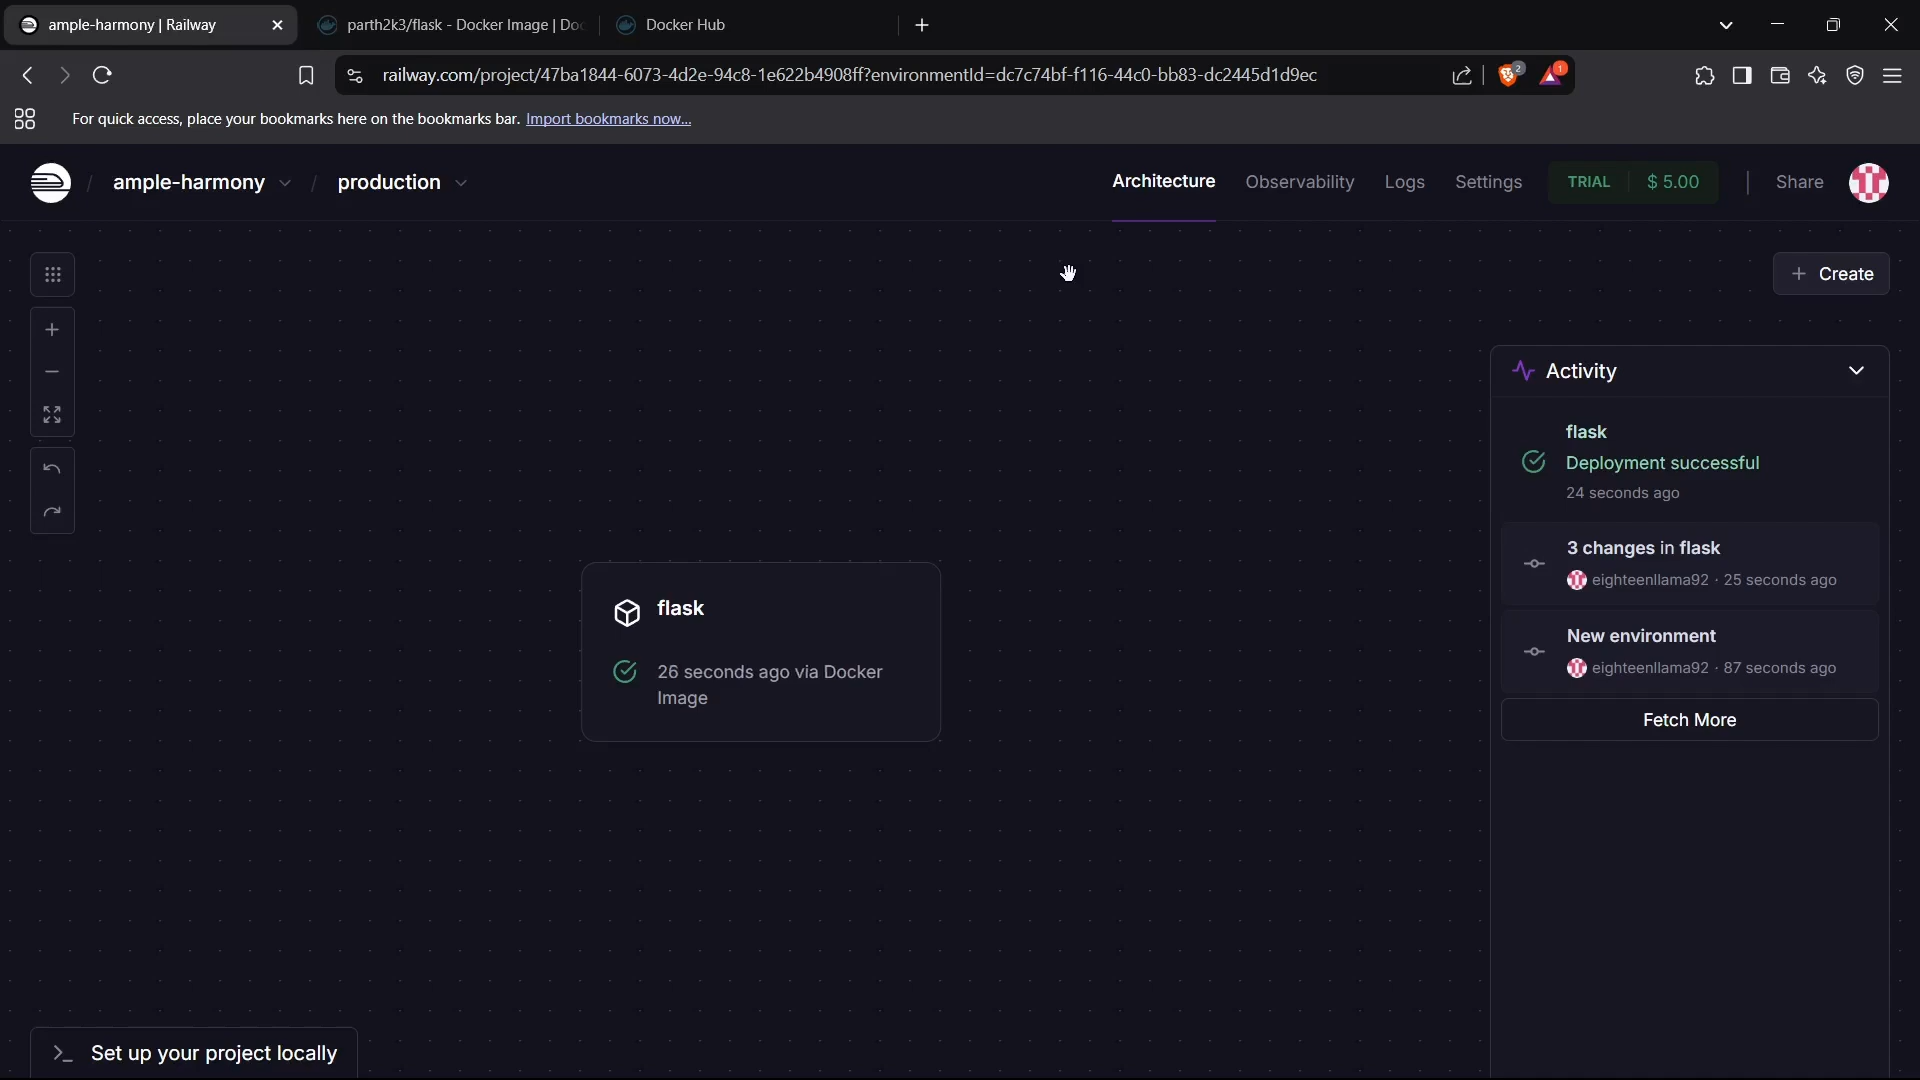 ample-harmony | Railway
parth2k3/flask - Docker Image | Doc
Docker Hub
railway.com/project/47ba1844-6073-4d2e-94c8-1e622b4908ff?environmentId=dc7c74bf-f116-44c0-bb83-dc2445d1d9ec
2
1
For quick access, place your bookmarks here on the bookmarks bar. Import bookmarks now...
/ ample-harmony / production
Architecture
Observability
Logs
Settings
TRIAL
$ 5.00
Share
+ Create
Activity
flask
Deployment successful
24 seconds ago
3 changes in flask
eighteenllama92 · 25 seconds ago
New environment
eighteenllama92 · 87 seconds ago
Fetch More
flask
26 seconds ago via Docker
Image
>_ Set up your project locally